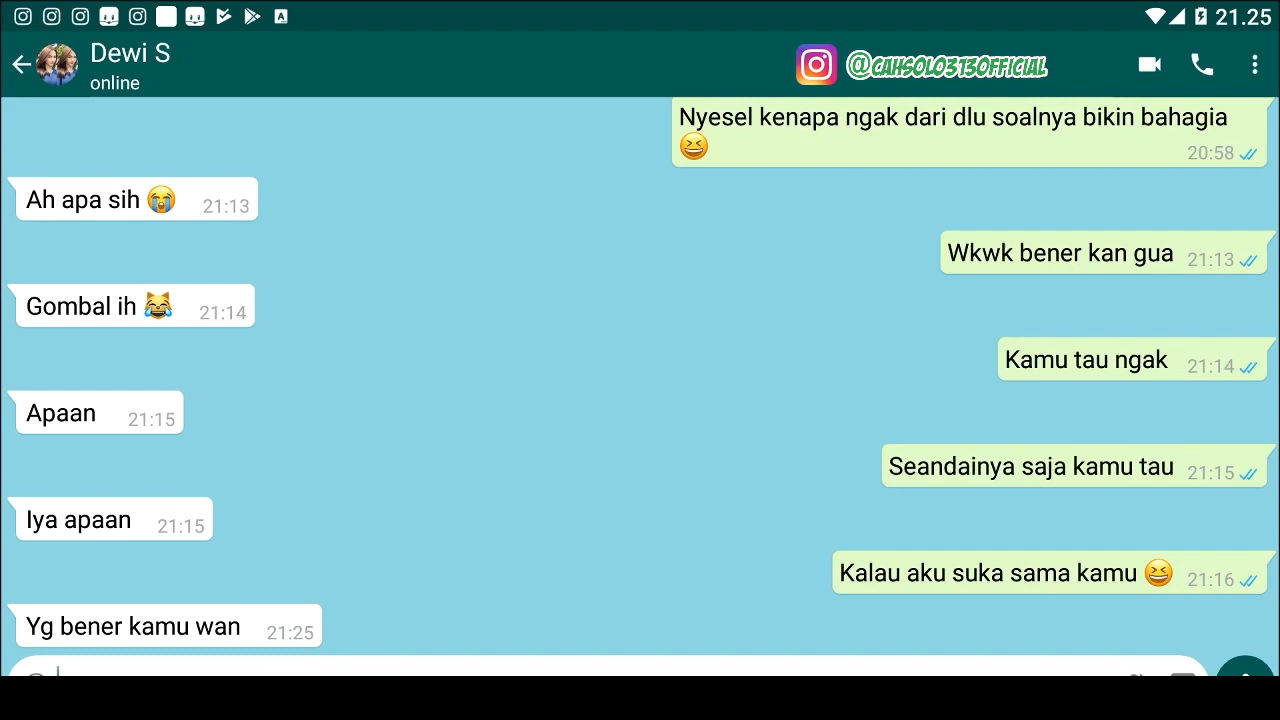 21.25
Dewi S
online
@CAHSOLO313OFFICIAL
Nyesel kenapa ngak dari dlu soalnya bikin bahagia
😆 20:58
Ah apa sih 😭 21:13
Wkwk bener kan gua 21:13
Gombal ih 😹 21:14
Kamu tau ngak 21:14
Apaan 21:15
Seandainya saja kamu tau 21:15
Iya apaan 21:15
Kalau aku suka sama kamu 😆 21:16
Yg bener kamu wan 21:25